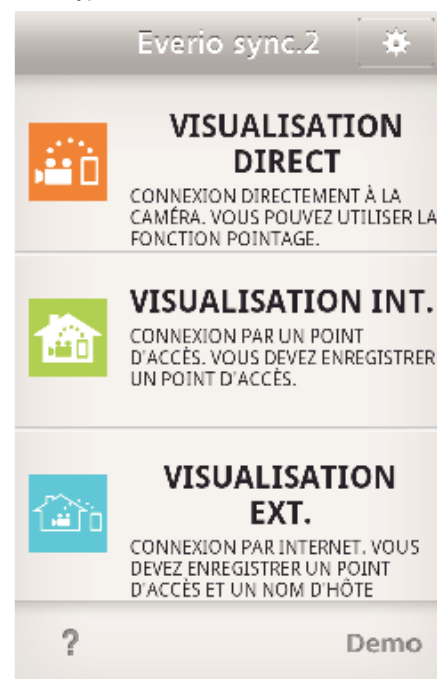 Everio sync.2
VISUALISATION
DIRECT
CONNEXION DIRECTEMENT À LA
CAMÉRA. VOUS POUVEZ UTILISER LA
FONCTION POINTAGE.
VISUALISATION INT.
CONNEXION PAR UN POINT
D'ACCÈS. VOUS DEVEZ ENREGISTRER
UN POINT D'ACCÈS.
VISUALISATION
EXT.
CONNEXION PAR INTERNET. VOUS
DEVEZ ENREGISTRER UN POINT
D'ACCÈS ET UN NOM D'HÔTE
? Demo